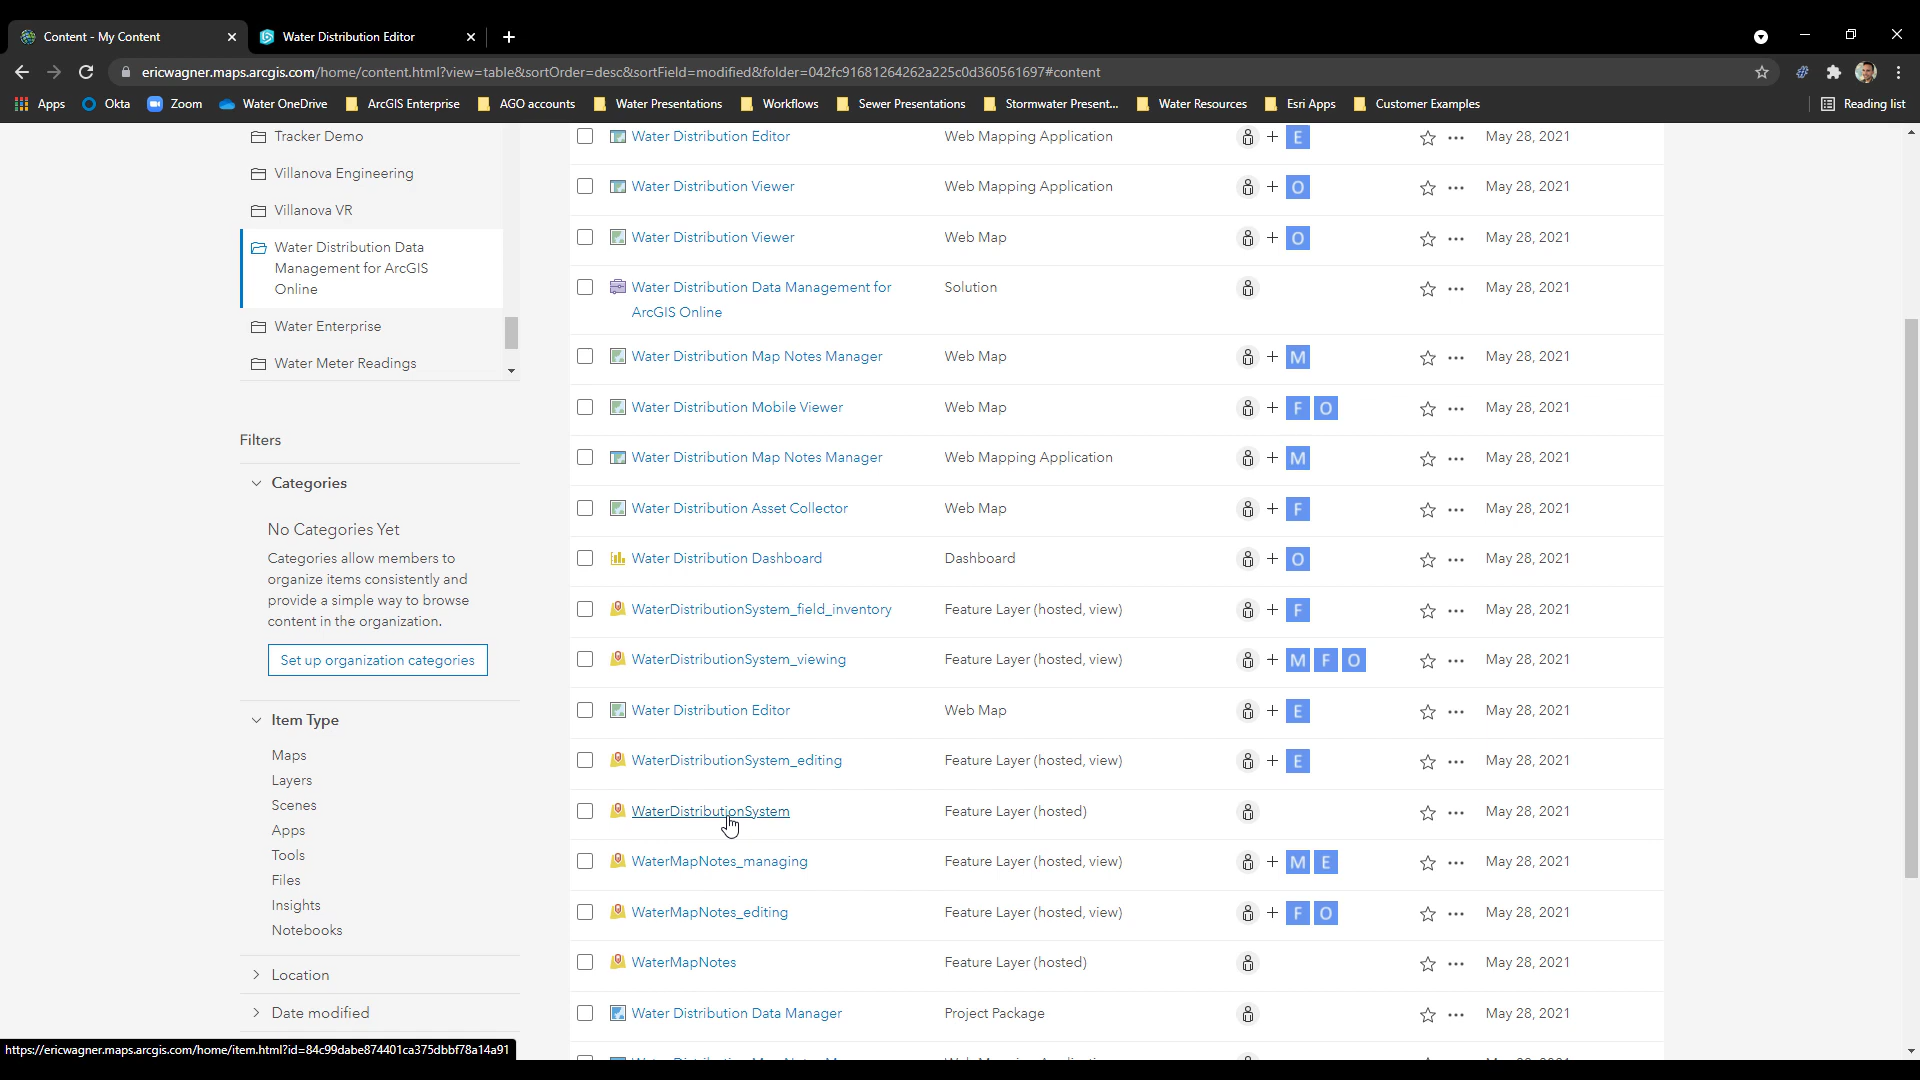 Content - My Content
Water Distribution Editor
ericwagner.maps.arcgis.com/home/content.html?view=table&sortOrder=desc&sortField=modified&folder=042fc91681264262a225c0d360561697#content
Apps Okta Zoom Water OneDrive ArcGIS Enterprise AGO accounts Water Presentations Workflows Sewer Presentations Stormwater Present... Water Resources Esri Apps Customer Examples Reading list
Tracker Demo
Villanova Engineering
Villanova VR
Water Distribution Data
Management for ArcGIS
Online
Water Enterprise
Water Meter Readings
Filters
Categories
No Categories Yet
Categories allow members to
organize items consistently and
provide a simple way to browse
content in the organization.
Set up organization categories
Item Type
Maps
Layers
Scenes
Apps
Tools
Files
Insights
Notebooks
Location
Date modified
Water Distribution Editor Web Mapping Application + E May 28, 2021
Water Distribution Viewer Web Mapping Application + O May 28, 2021
Water Distribution Viewer Web Map + O May 28, 2021
Water Distribution Data Management for Solution May 28, 2021
ArcGIS Online
Water Distribution Map Notes Manager Web Map + M May 28, 2021
Water Distribution Mobile Viewer Web Map + F O May 28, 2021
Water Distribution Map Notes Manager Web Mapping Application + M May 28, 2021
Water Distribution Asset Collector Web Map + F May 28, 2021
Water Distribution Dashboard Dashboard + O May 28, 2021
WaterDistributionSystem_field_inventory Feature Layer (hosted, view) + F May 28, 2021
WaterDistributionSystem_viewing Feature Layer (hosted, view) + M F O May 28, 2021
Water Distribution Editor Web Map + E May 28, 2021
WaterDistributionSystem_editing Feature Layer (hosted, view) + E May 28, 2021
WaterDistributionSystem Feature Layer (hosted) May 28, 2021
WaterMapNotes_managing Feature Layer (hosted, view) + M E May 28, 2021
WaterMapNotes_editing Feature Layer (hosted, view) + F O May 28, 2021
WaterMapNotes Feature Layer (hosted) May 28, 2021
Water Distribution Data Manager Project Package May 28, 2021
https://ericwagner.maps.arcgis.com/home/item.html?id=84c99dabe874401ca375dbbf78a14a91